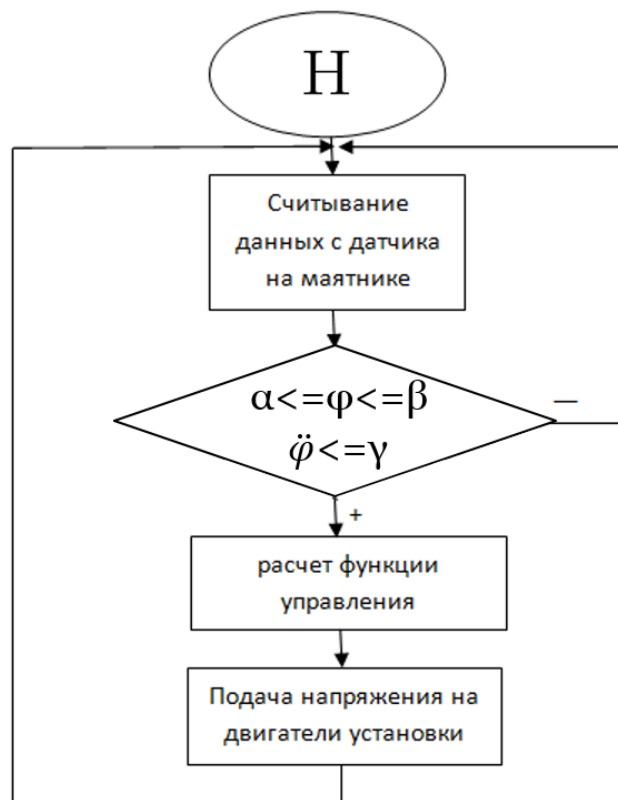 Н
Считывание
данных с датчика
на маятнике
α<=φ<=β
—
φ̈<=γ
+
расчет функции
управления
Подача напряжения на
двигатели установки